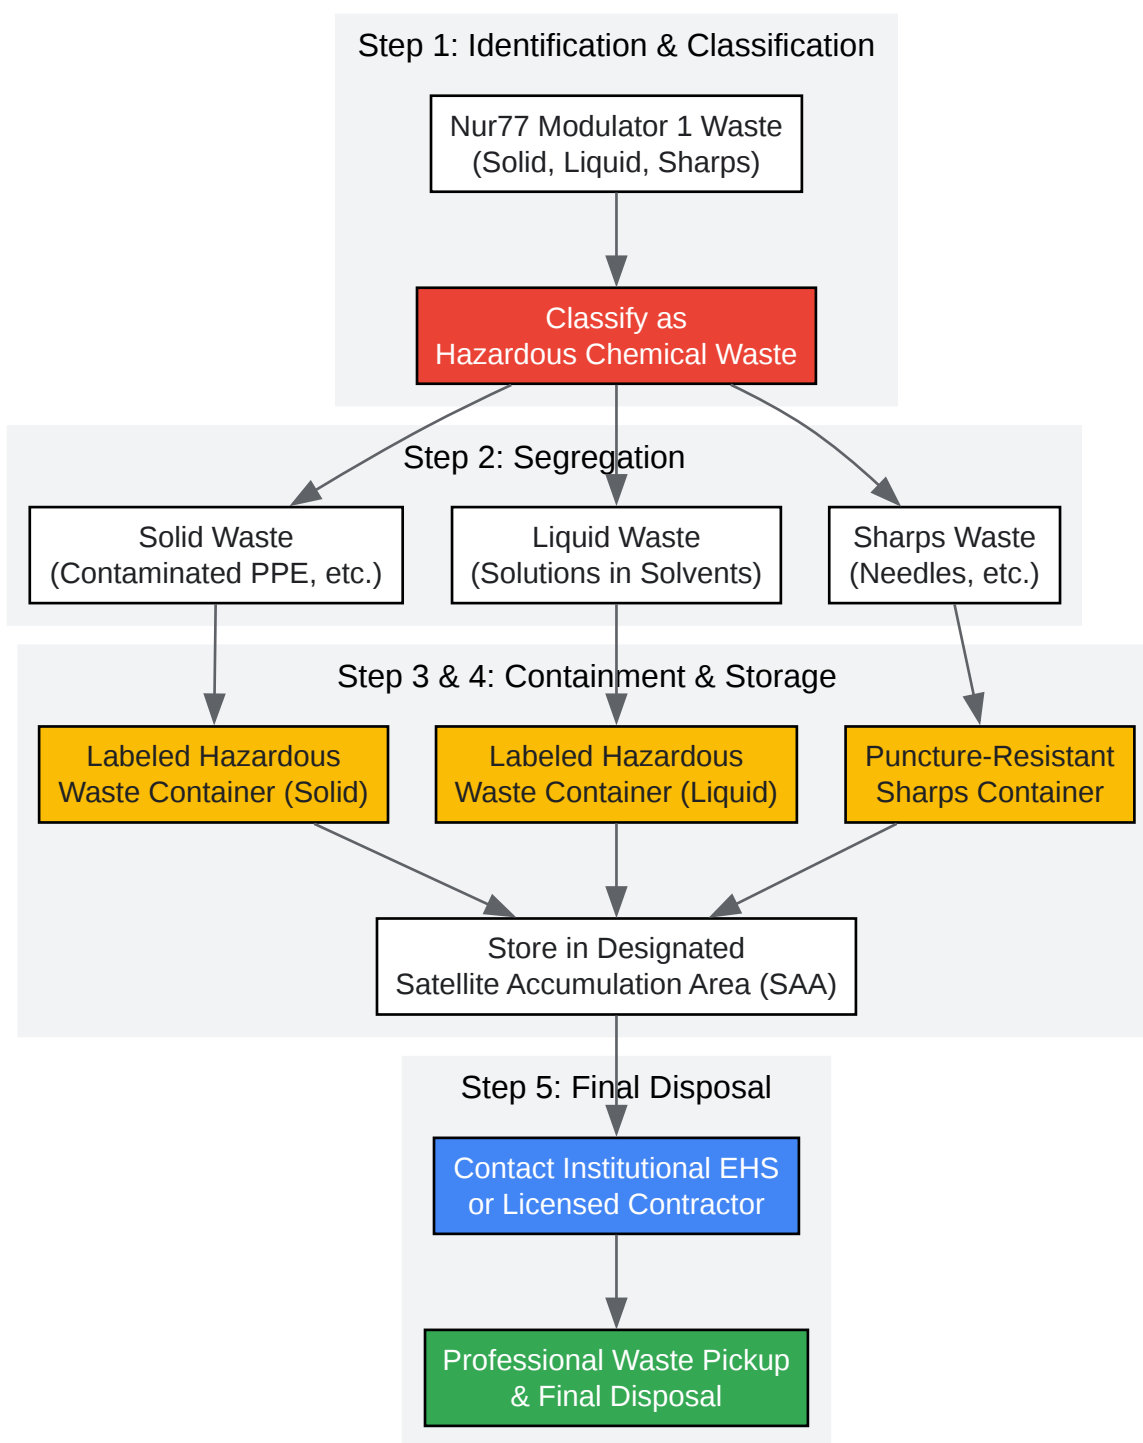 Step 1: Identification & Classification
Nur77 Modulator 1 Waste
(Solid, Liquid, Sharps)
Classify as
Hazardous Chemical Waste
Step 2: Segregation
Solid Waste
(Contaminated PPE, etc.)
Liquid Waste
(Solutions in Solvents)
Sharps Waste
(Needles, etc.)
Step 3 & 4: Containment & Storage
Labeled Hazardous
Waste Container (Solid)
Labeled Hazardous
Waste Container (Liquid)
Puncture-Resistant
Sharps Container
Store in Designated
Satellite Accumulation Area (SAA)
Step 5: Final Disposal
Contact Institutional EHS
or Licensed Contractor
Professional Waste Pickup
& Final Disposal